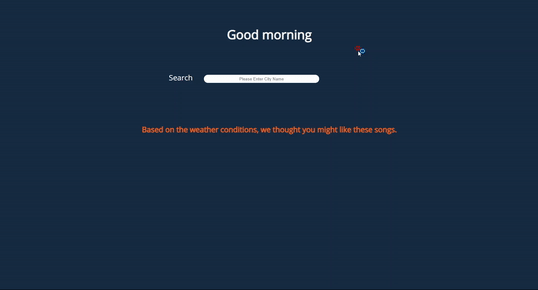 Good morning
Search
Please Enter City Name
Based on the weather conditions, we thought you might like these songs.